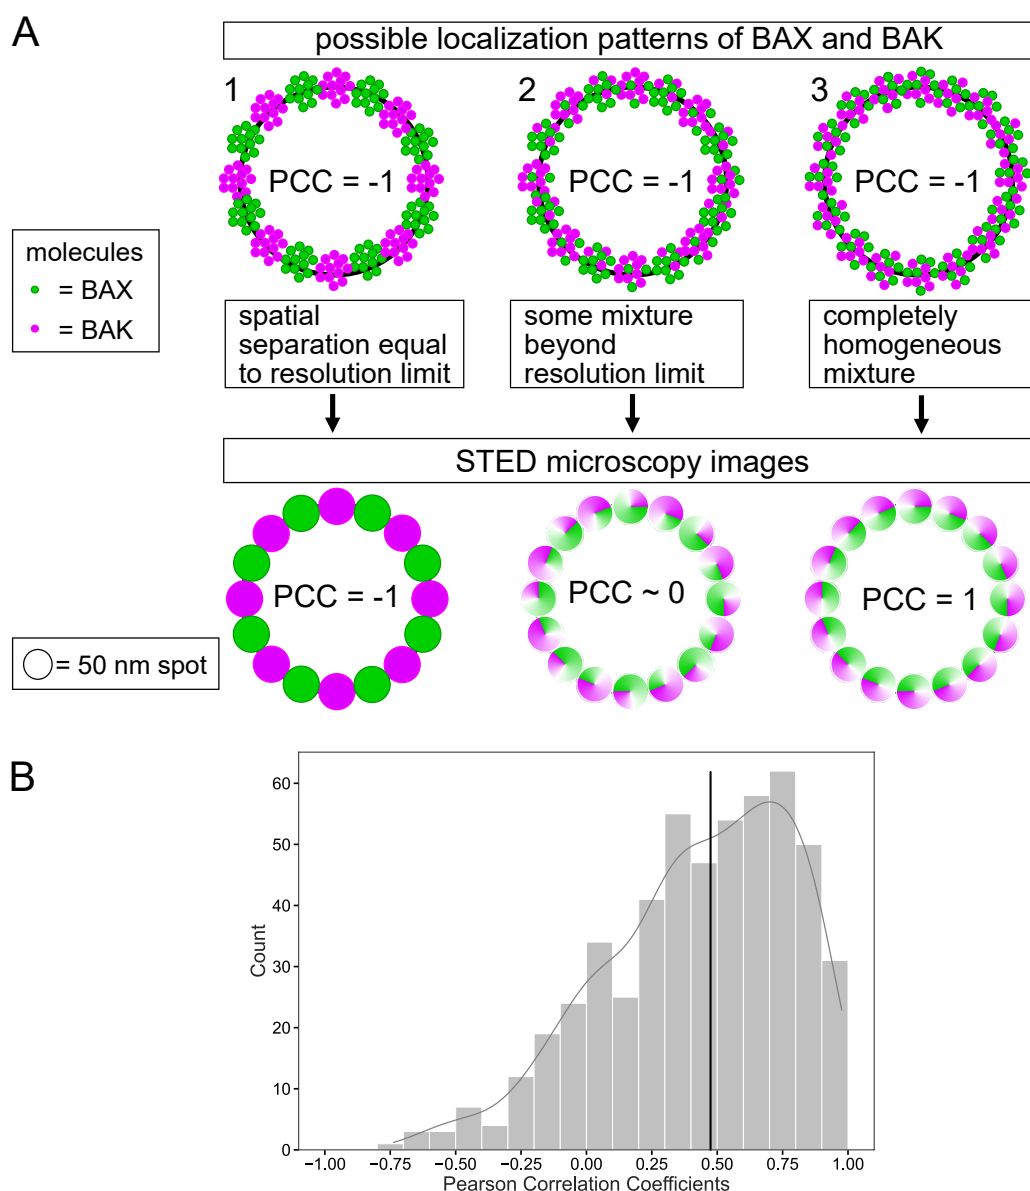 A
possible localization patterns of BAX and BAK
1
2
3
PCC = -1
PCC = -1
PCC = -1
molecules
= BAX
= BAK
spatial
separation equal
to resolution limit
some mixture
beyond
resolution limit
completely
homogeneous
mixture
STED microscopy images
PCC = -1
PCC ~ 0
PCC = 1
= 50 nm spot
B
60
50
40
30
20
10
0
Count
−1.00
−0.75
−0.50
−0.25
0.00
0.25
0.50
0.75
1.00
Pearson Correlation Coefficients